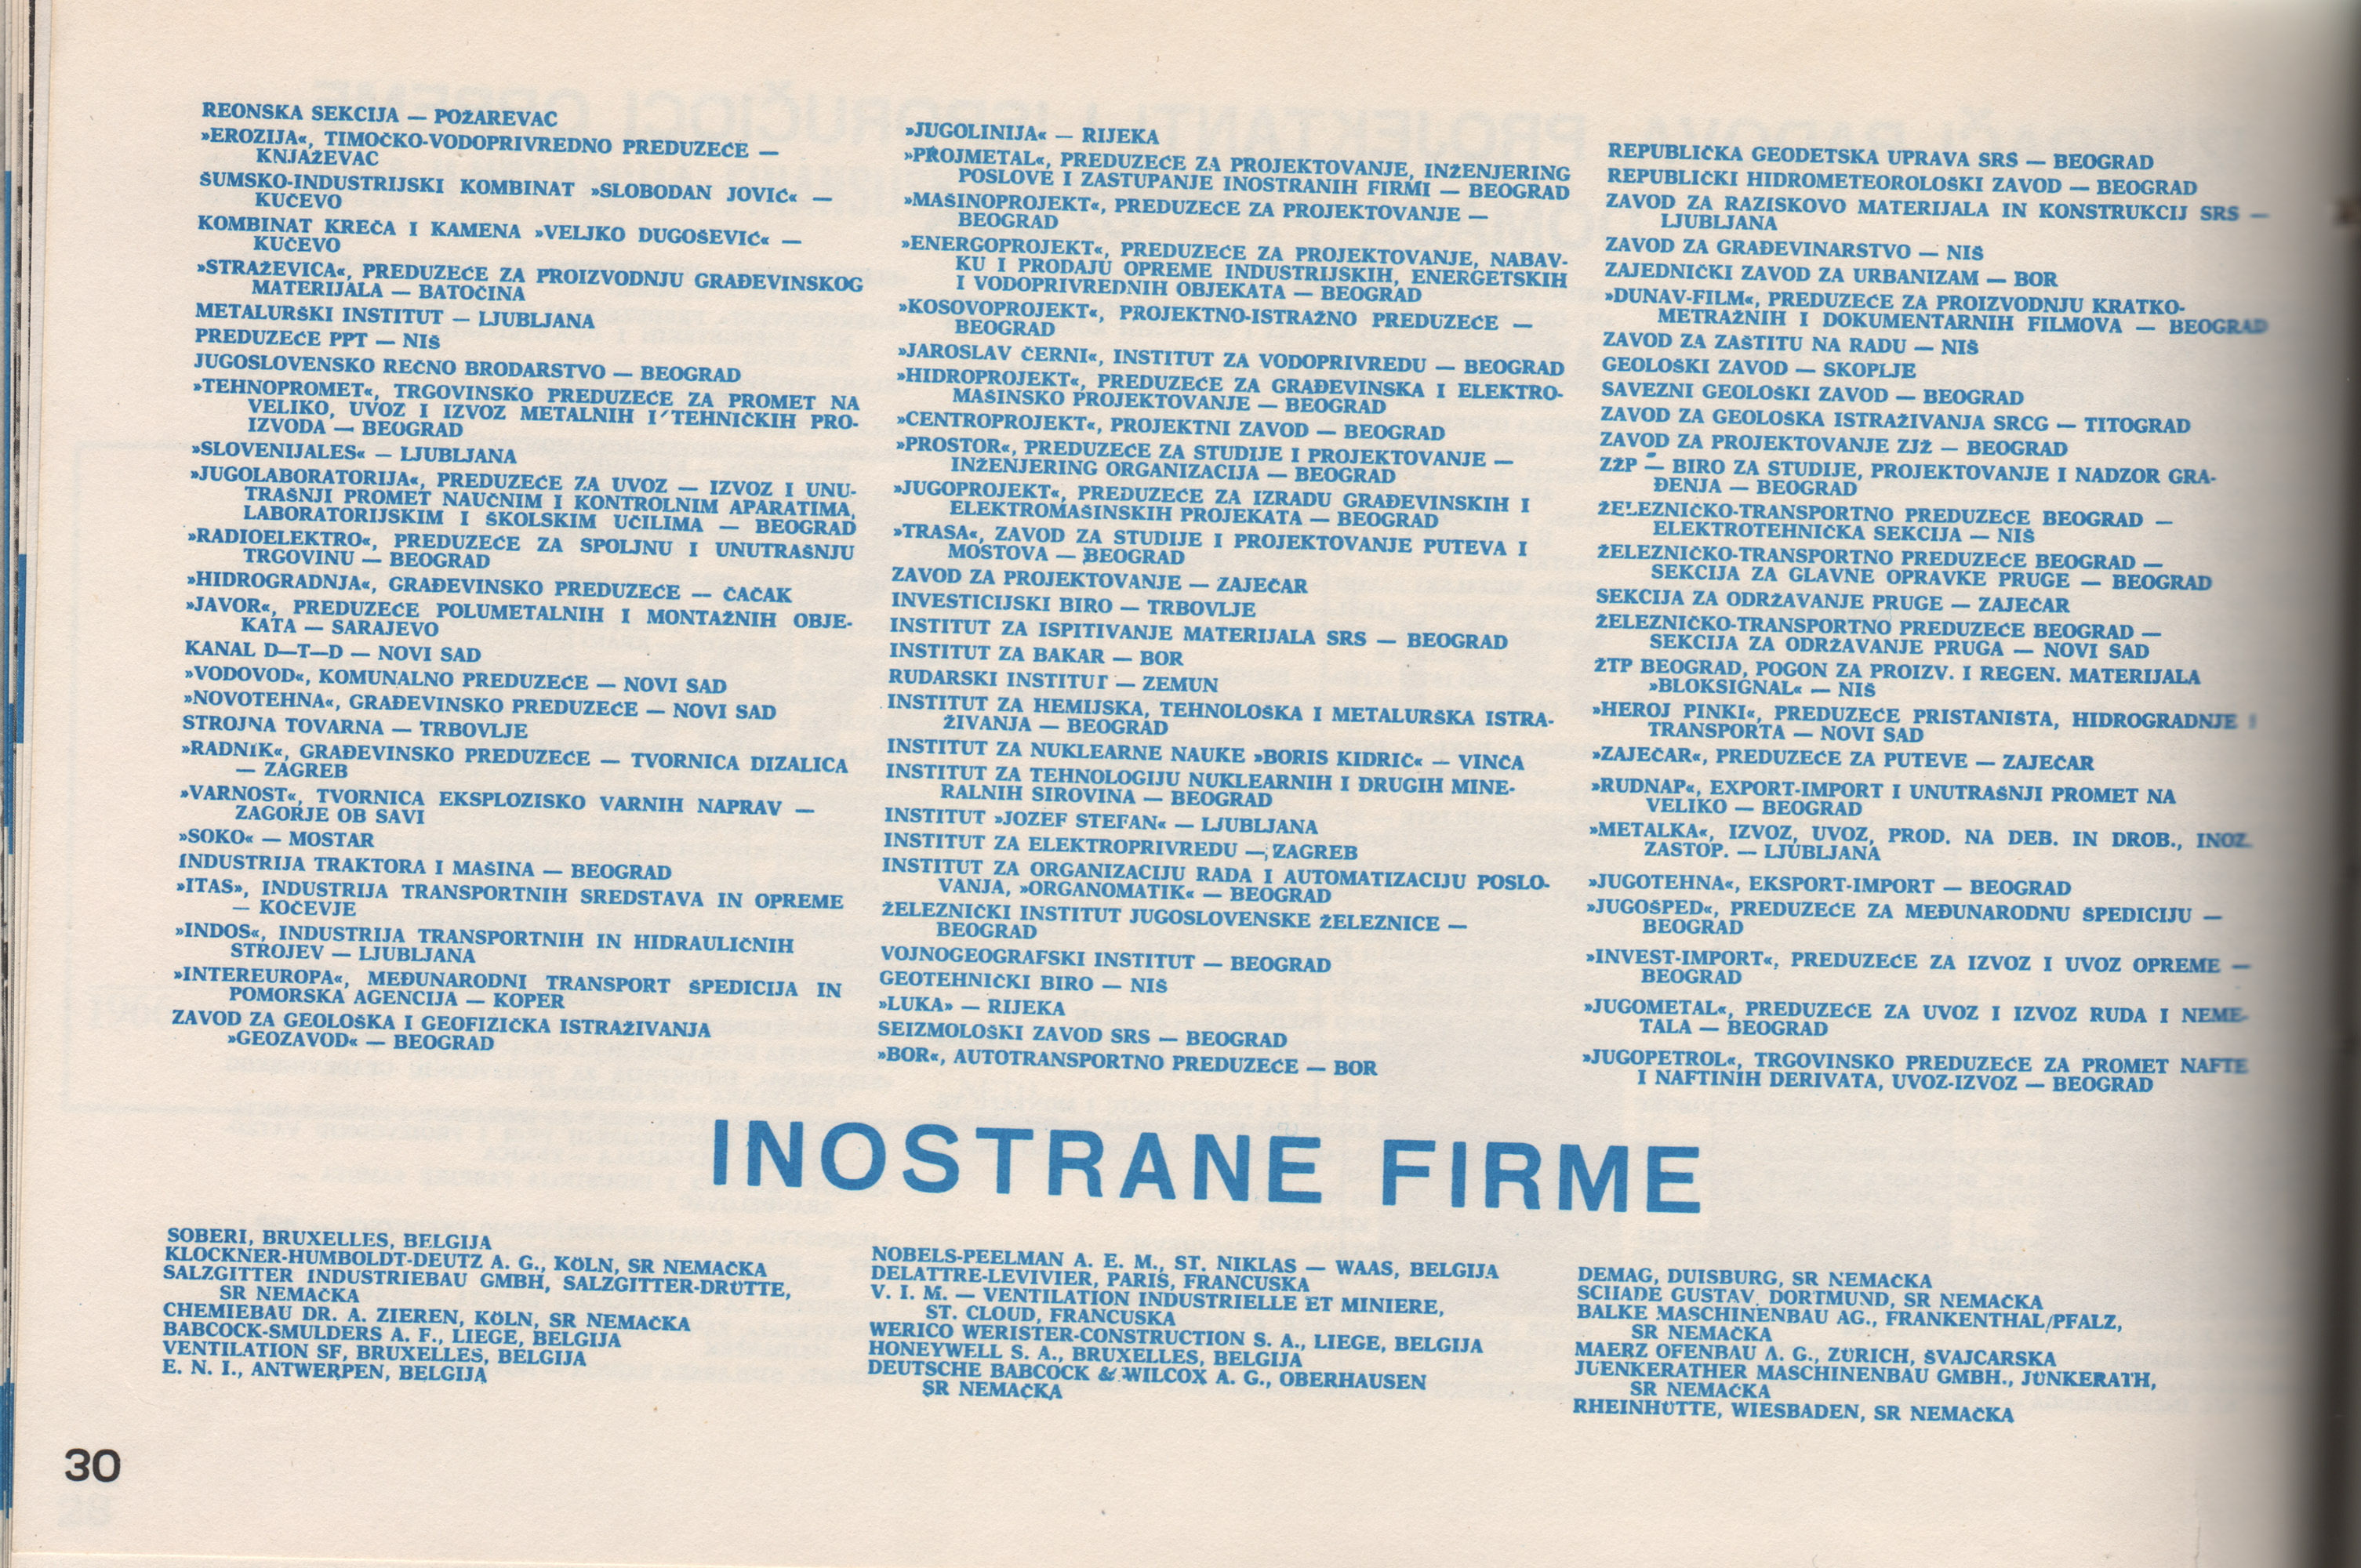 REONSKA SEKCIJA — POŽAREVAC
»EROZIJA«, TIMOČKO-VODOPRIVREDNO PREDUZEĆE —
KNJAŽEVAC
ŠUMSKO-INDUSTRIJSKI KOMBINAT »SLOBODAN JOVIĆ« —
KUČEVO
KOMBINAT KREČA I KAMENA »VELJKO DUGOŠEVIĆ« —
KUČEVO
»STRAŽEVICA«, PREDUZEĆE ZA PROIZVODNJU GRAĐEVINSKOG
MATERIJALA — BATOČINA
METALURŠKI INSTITUT — LJUBLJANA
PREDUZEĆE PPT — NIŠ
JUGOSLOVENSKO REČNO BRODARSTVO — BEOGRAD
»TEHNOPROMET«, TRGOVINSKO PREDUZEĆE ZA PROMET NA
VELIKO, UVOZ I IZVOZ METALNIH I TEHNIČKIH PRO-
IZVODA — BEOGRAD
»SLOVENIJALES« — LJUBLJANA
»JUGOLABORATORIJA«, PREDUZEĆE ZA UVOZ — IZVOZ I UNU-
TRAŠNJI PROMET NAUČNIM I KONTROLNIM APARATIMA,
LABORATORIJSKIM I ŠKOLSKIM UČILIMA — BEOGRAD
»RADIOELEKTRO«, PREDUZEĆE ZA SPOLJNU I UNUTRAŠNJU
TRGOVINU — BEOGRAD
»HIDROGRADNJA«, GRAĐEVINSKO PREDUZEĆE — ČAČAK
»JAVOR«, PREDUZEĆE POLUMETALNIH I MONTAŽNIH OBJE-
KATA — SARAJEVO
KANAL D—T—D — NOVI SAD
»VODOVOD«, KOMUNALNO PREDUZEĆE — NOVI SAD
»NOVOTEHNA«, GRAĐEVINSKO PREDUZEĆE — NOVI SAD
STROJNA TOVARNA — TRBOVLJE
»RADNIK«, GRAĐEVINSKO PREDUZEĆE — TVORNICA DIZALICA
— ZAGREB
»VARNOST«, TVORNICA EKSPLOZISKO VARNIH NAPRAV —
ZAGORJE OB SAVI
»SOKO« — MOSTAR
INDUSTRIJA TRAKTORA I MAŠINA — BEOGRAD
»ITAS», INDUSTRIJA TRANSPORTNIH SREDSTAVA IN OPREME
— KOČEVJE
»INDOS«, INDUSTRIJA TRANSPORTNIH IN HIDRAULIČNIH
STROJEV — LJUBLJANA
»INTEREUROPA«, MEĐUNARODNI TRANSPORT ŠPEDICIJA IN
POMORSKA AGENCIJA — KOPER
ZAVOD ZA GEOLOŠKA I GEOFIZIČKA ISTRAŽIVANJA
»GEOZAVOD« — BEOGRAD
»JUGOLINIJA« — RIJEKA
»PROJMETAL«, PREDUZEĆE ZA PROJEKTOVANJE, INŽENJERING
POSLOVE I ZASTUPANJE INOSTRANIH FIRMI — BEOGRAD
»MAŠINOPROJEKT«, PREDUZEĆE ZA PROJEKTOVANJE —
BEOGRAD
»ENERGOPROJEKT«, PREDUZEĆE ZA PROJEKTOVANJE, NABAV-
KU I PRODAJU OPREME INDUSTRIJSKIH, ENERGETSKIH
I VODOPRIVREDNIH OBJEKATA — BEOGRAD
»KOSOVOPROJEKT«, PROJEKTNO-ISTRAŽNO PREDUZEĆE —
BEOGRAD
»JAROSLAV ČERNI«, INSTITUT ZA VODOPRIVREDU — BEOGRAD
»HIDROPROJEKT«, PREDUZEĆE ZA GRAĐEVINSKA I ELEKTRO-
MAŠINSKO PROJEKTOVANJE — BEOGRAD
»CENTROPROJEKT«, PROJEKTNI ZAVOD — BEOGRAD
»PROSTOR«, PREDUZEĆE ZA STUDIJE I PROJEKTOVANJE —
INŽENJERING ORGANIZACIJA — BEOGRAD
»JUGOPROJEKT«, PREDUZEĆE ZA IZRADU GRAĐEVINSKIH I
ELEKTROMAŠINSKIH PROJEKATA — BEOGRAD
»TRASA«, ZAVOD ZA STUDIJE I PROJEKTOVANJE PUTEVA I
MOSTOVA — BEOGRAD
ZAVOD ZA PROJEKTOVANJE — ZAJEČAR
INVESTICIJSKI BIRO — TRBOVLJE
INSTITUT ZA ISPITIVANJE MATERIJALA SRS — BEOGRAD
INSTITUT ZA BAKAR — BOR
RUDARSKI INSTITUT — ZEMUN
INSTITUT ZA HEMIJSKA, TEHNOLOŠKA I METALURŠKA ISTRA-
ŽIVANJA — BEOGRAD
INSTITUT ZA NUKLEARNE NAUKE »BORIS KIDRIČ« — VINČA
INSTITUT ZA TEHNOLOGIJU NUKLEARNIH I DRUGIH MINE-
RALNIH SIROVINA — BEOGRAD
INSTITUT »JOZEF STEFAN« — LJUBLJANA
INSTITUT ZA ELEKTROPRIVREDU — ZAGREB
INSTITUT ZA ORGANIZACIJU RADA I AUTOMATIZACIJU POSLO-
VANJA, »ORGANOMATIK« — BEOGRAD
ŽELEZNIČKI INSTITUT JUGOSLOVENSKE ŽELEZNICE —
BEOGRAD
VOJNOGEOGRAFSKI INSTITUT — BEOGRAD
GEOTEHNIČKI BIRO — NIŠ
»LUKA» — RIJEKA
SEIZMOLOŠKI ZAVOD SRS — BEOGRAD
»BOR«, AUTOTRANSPORTNO PREDUZEĆE — BOR
REPUBLIČKA GEODETSKA UPRAVA SRS — BEOGRAD
REPUBLIČKI HIDROMETEOROLOŠKI ZAVOD — BEOGRAD
ZAVOD ZA RAZISKOVO MATERIJALA IN KONSTRUKCIJ SRS —
LJUBLJANA
ZAVOD ZA GRAĐEVINARSTVO — NIŠ
ZAJEDNIČKI ZAVOD ZA URBANIZAM — BOR
»DUNAV-FILM«, PREDUZEĆE ZA PROIZVODNJU KRATKO-
METRAŽNIH I DOKUMENTARNIH FILMOVA — BEOGRAD
ZAVOD ZA ZAŠTITU NA RADU — NIŠ
GEOLOŠKI ZAVOD — SKOPLJE
SAVEZNI GEOLOŠKI ZAVOD — BEOGRAD
ZAVOD ZA GEOLOŠKA ISTRAŽIVANJA SRCG — TITOGRAD
ZAVOD ZA PROJEKTOVANJE ZJŽ — BEOGRAD
ZŽP — BIRO ZA STUDIJE, PROJEKTOVANJE I NADZOR GRA-
ĐENJA — BEOGRAD
ŽELEZNIČKO-TRANSPORTNO PREDUZEĆE BEOGRAD —
ELEKTROTEHNIČKA SEKCIJA — NIŠ
ŽELEZNIČKO-TRANSPORTNO PREDUZEĆE BEOGRAD —
SEKCIJA ZA GLAVNE OPRAVKE PRUGE — BEOGRAD
SEKCIJA ZA ODRŽAVANJE PRUGE — ZAJEČAR
ŽELEZNIČKO-TRANSPORTNO PREDUZEĆE BEOGRAD —
SEKCIJA ZA ODRŽAVANJE PRUGA — NOVI SAD
ŽTP BEOGRAD, POGON ZA PROIZV. I REGEN. MATERIJALA
»BLOKSIGNAL« — NIŠ
»HEROJ PINKI«, PREDUZEĆE PRISTANIŠTA, HIDROGRADNJE I
TRANSPORTA — NOVI SAD
»ZAJEČAR«, PREDUZEĆE ZA PUTEVE — ZAJEČAR
»RUDNAP«, EXPORT-IMPORT I UNUTRAŠNJI PROMET NA
VELIKO — BEOGRAD
»METALKA«, IZVOZ, UVOZ, PROD. NA DEB. IN DROB., INOZ.
ZASTOP. — LJUBLJANA
»JUGOTEHNA«, EKSPORT-IMPORT — BEOGRAD
»JUGOŠPED«, PREDUZEĆE ZA MEĐUNARODNU ŠPEDICIJU —
BEOGRAD
»INVEST-IMPORT«, PREDUZEĆE ZA IZVOZ I UVOZ OPREME —
BEOGRAD
»JUGOMETAL«, PREDUZEĆE ZA UVOZ I IZVOZ RUDA I NEME-
TALA — BEOGRAD
»JUGOPETROL«, TRGOVINSKO PREDUZEĆE ZA PROMET NAFTE
I NAFTINIH DERIVATA, UVOZ-IZVOZ — BEOGRAD
INOSTRANE FIRME
SOBERI, BRUXELLES, BELGIJA
KLOCKNER-HUMBOLDT-DEUTZ A. G., KÖLN, SR NEMAČKA
SALZGITTER INDUSTRIEBAU GMBH, SALZGITTER-DRÜTTE,
SR NEMAČKA
CHEMIEBAU DR. A. ZIEREN, KÖLN, SR NEMAČKA
BABCOCK-SMULDERS A. F., LIEGE, BELGIJA
VENTILATION SF, BRUXELLES, BELGIJA
E. N. I., ANTWERPEN, BELGIJA
NOBELS-PEELMAN A. E. M., ST. NIKLAS — WAAS, BELGIJA
DELATTRE-LEVIVIER, PARIS, FRANCUSKA
V. I. M. — VENTILATION INDUSTRIELLE ET MINIERE,
ST. CLOUD, FRANCUSKA
WERICO WERISTER-CONSTRUCTION S. A., LIEGE, BELGIJA
HONEYWELL S. A., BRUXELLES, BELGIJA
DEUTSCHE BABCOCK & WILCOX A. G., OBERHAUSEN
SR NEMAČKA
DEMAG, DUISBURG, SR NEMAČKA
SCHADE GUSTAV, DORTMUND, SR NEMAČKA
BALKE MASCHINENBAU AG., FRANKENTHAL/PFALZ,
SR NEMAČKA
MAERZ OFENBAU A. G., ZÜRICH, ŠVAJCARSKA
JUENKERATHER MASCHINENBAU GMBH., JÜNKERATH,
SR NEMAČKA
RHEINHÜTTE, WIESBADEN, SR NEMAČKA
30